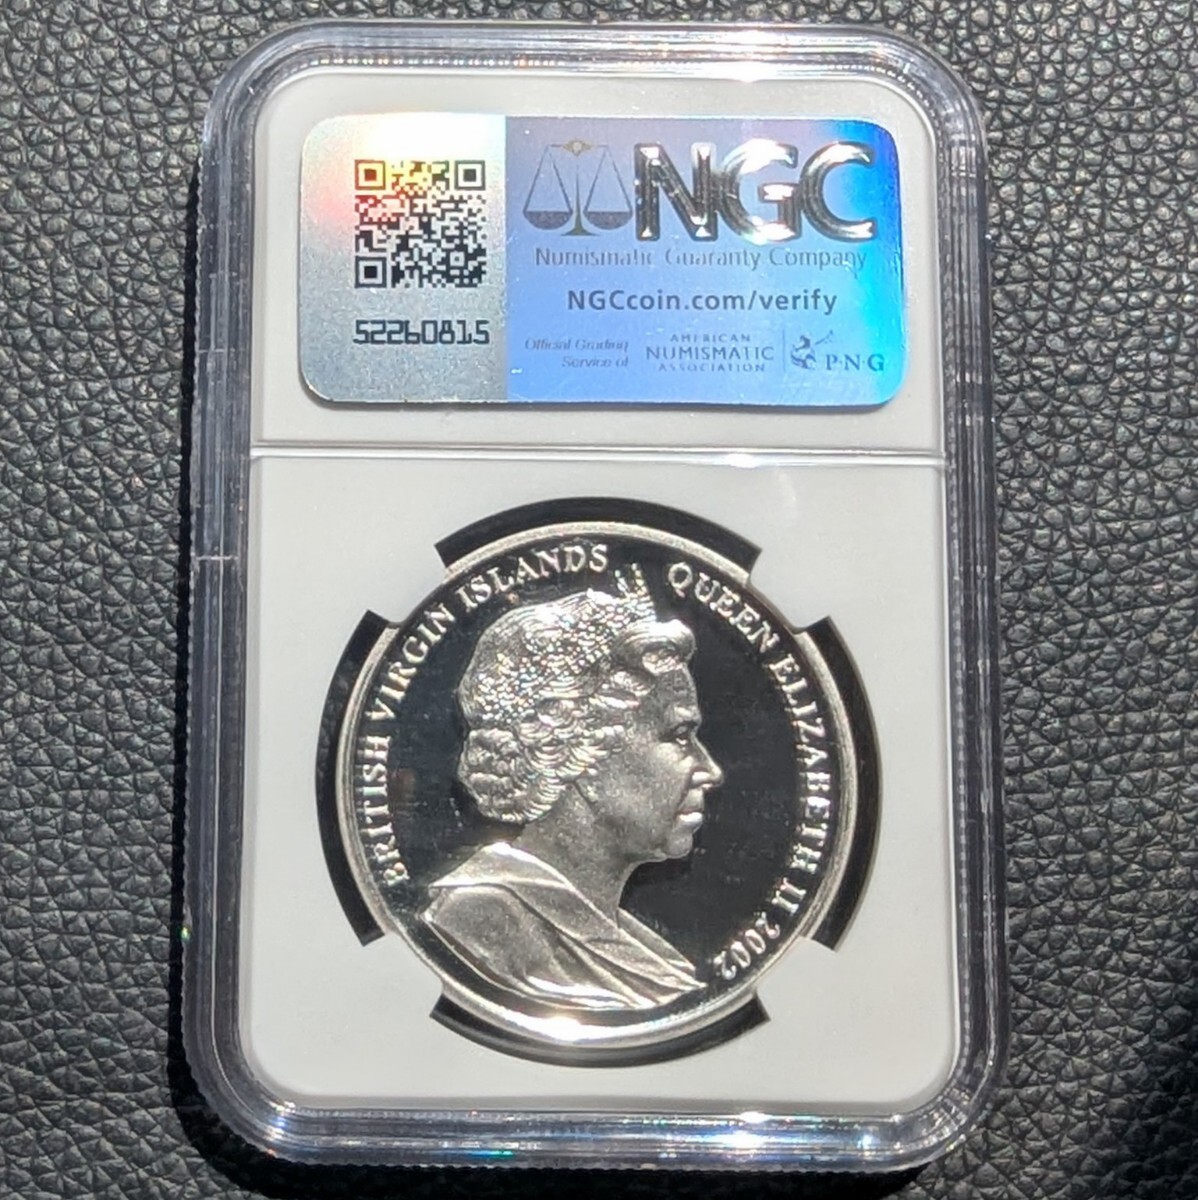 NGC
Numismatic Guaranty Company
NGCcoin.com/verify
52260815
Official Grading
Service of
AMERICAN
NUMISMATIC
ASSOCIATION
P·N·G
BRITISH VIRGIN ISLANDS
QUEEN ELIZABETH II 2002